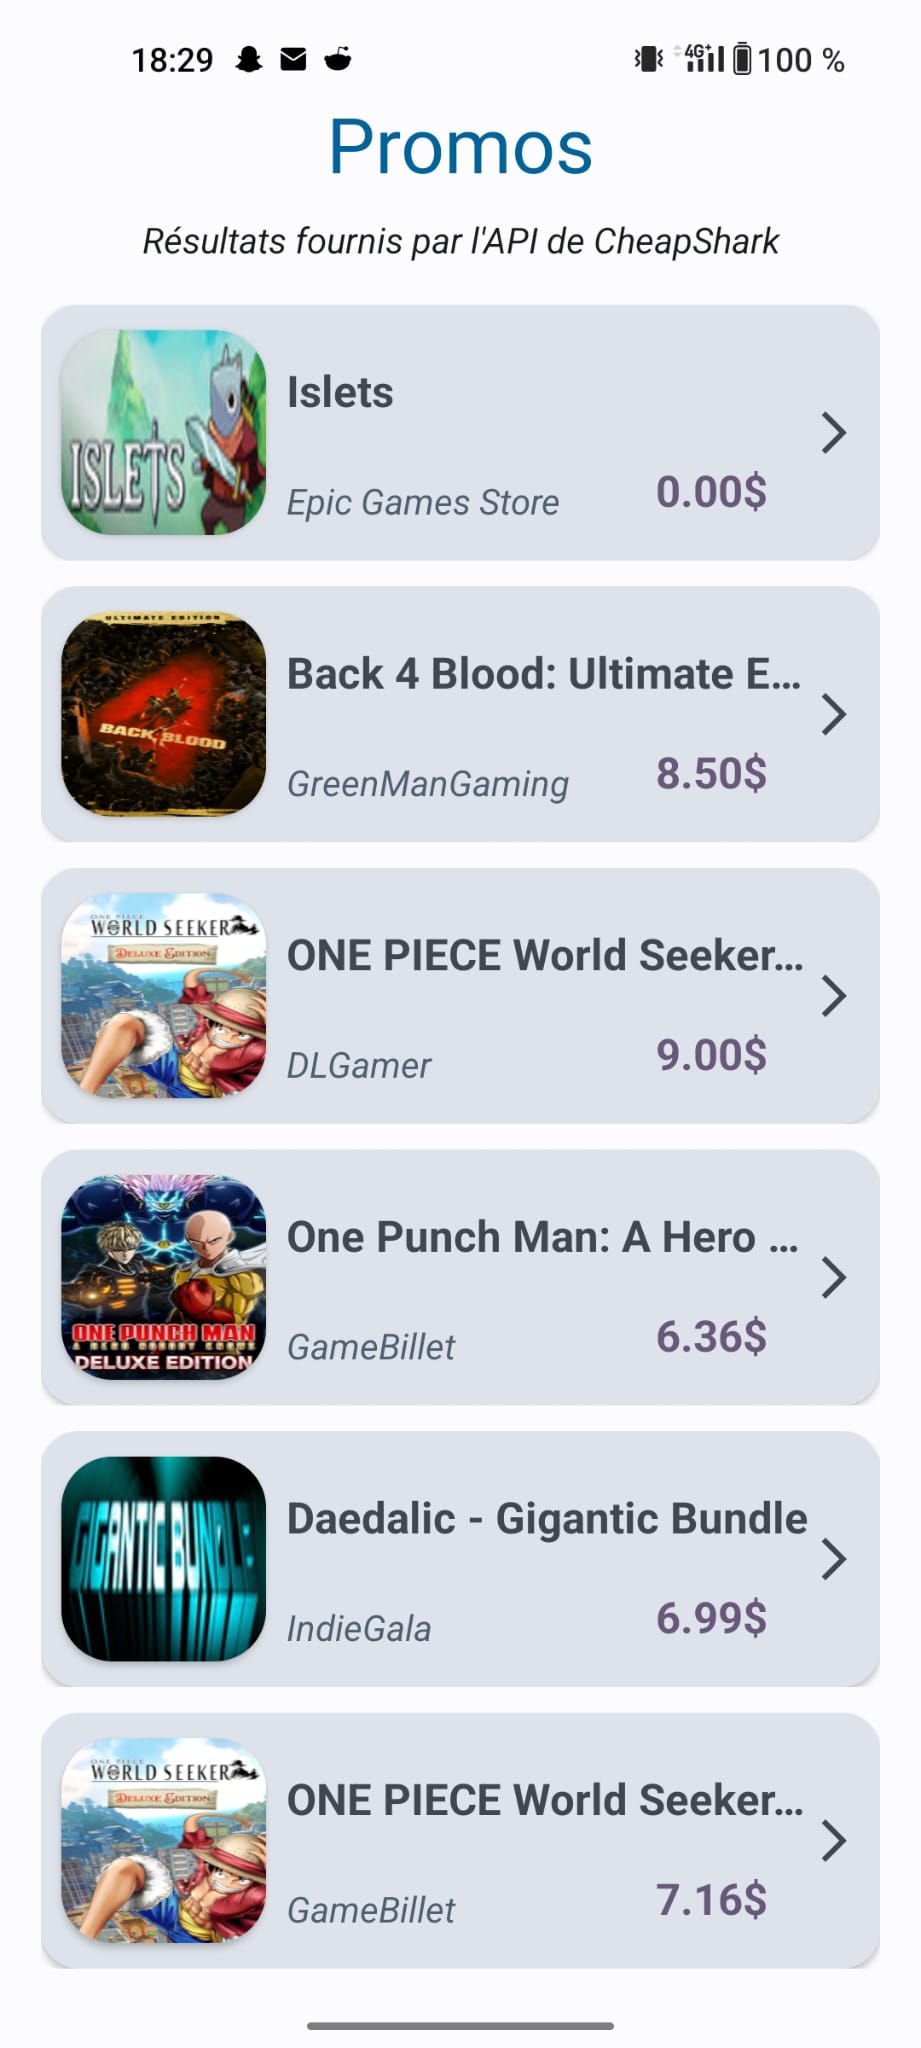 18:29 4G+ 100 %
Promos
Résultats fournis par l'API de CheapShark
ISLETS
Islets
Epic Games Store
0.00$
ULTIMATE EDITION
BACK 4 BLOOD
Back 4 Blood: Ultimate E...
GreenManGaming
8.50$
ONE PIECE
WORLD SEEKER
DELUXE EDITION
ONE PIECE World Seeker...
DLGamer
9.00$
ONE PUNCH MAN
A HERO NOBODY KNOWS
DELUXE EDITION
One Punch Man: A Hero ...
GameBillet
6.36$
GIGANTIC BUNDLE
Daedalic - Gigantic Bundle
IndieGala
6.99$
ONE PIECE
WORLD SEEKER
DELUXE EDITION
ONE PIECE World Seeker...
GameBillet
7.16$